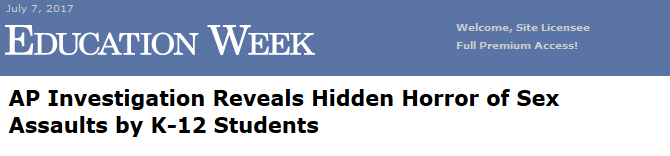 July 7, 2017
EDUCATION WEEK
Welcome, Site Licensee
Full Premium Access!
AP Investigation Reveals Hidden Horror of Sex
Assaults by K-12 Students